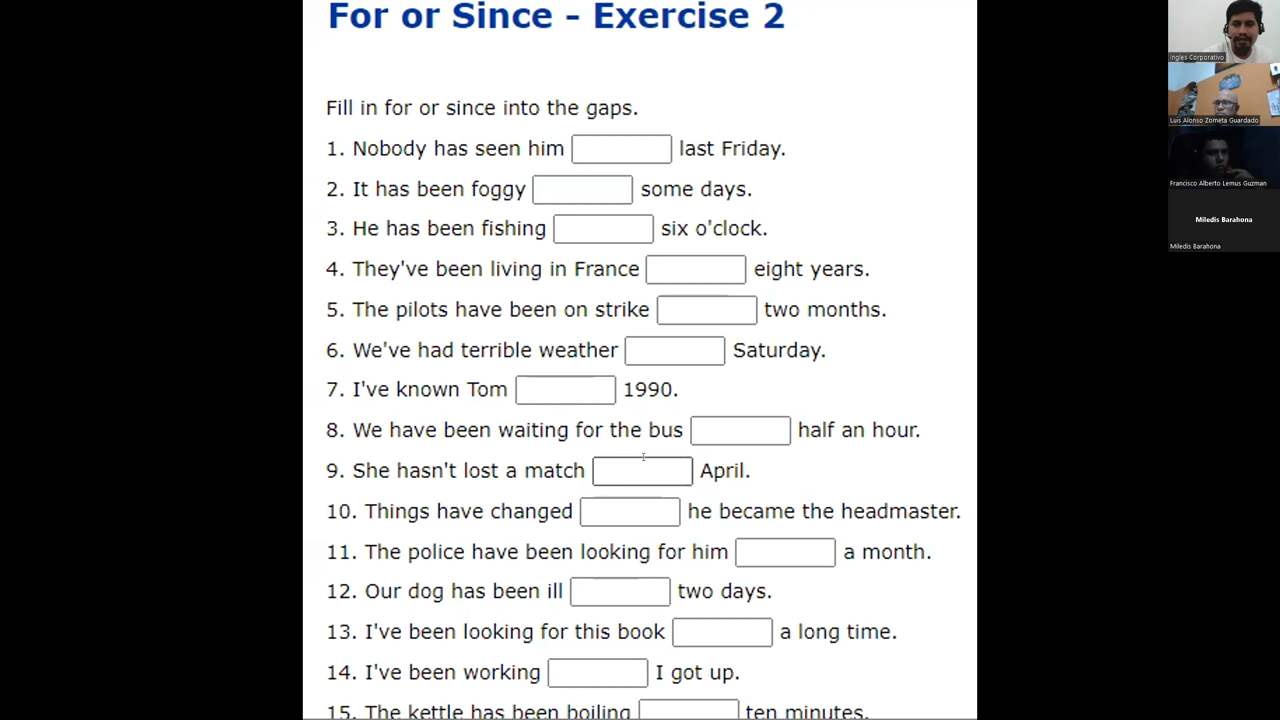 For or Since - Exercise 2
Fill in for or since into the gaps.
1. Nobody has seen him last Friday.
2. It has been foggy some days.
3. He has been fishing six o'clock.
4. They've been living in France eight years.
5. The pilots have been on strike two months.
6. We've had terrible weather Saturday.
7. I've known Tom 1990.
8. We have been waiting for the bus half an hour.
9. She hasn't lost a match April.
10. Things have changed he became the headmaster.
11. The police have been looking for him a month.
12. Our dog has been ill two days.
13. I've been looking for this book a long time.
14. I've been working I got up.
15. The kettle has been boiling ten minutes.
Ingles Corporativo
Luis Alonso Zometa Guardado
Francisco Alberto Lemus Guzman
Miledis Barahona
Miledis Barahona